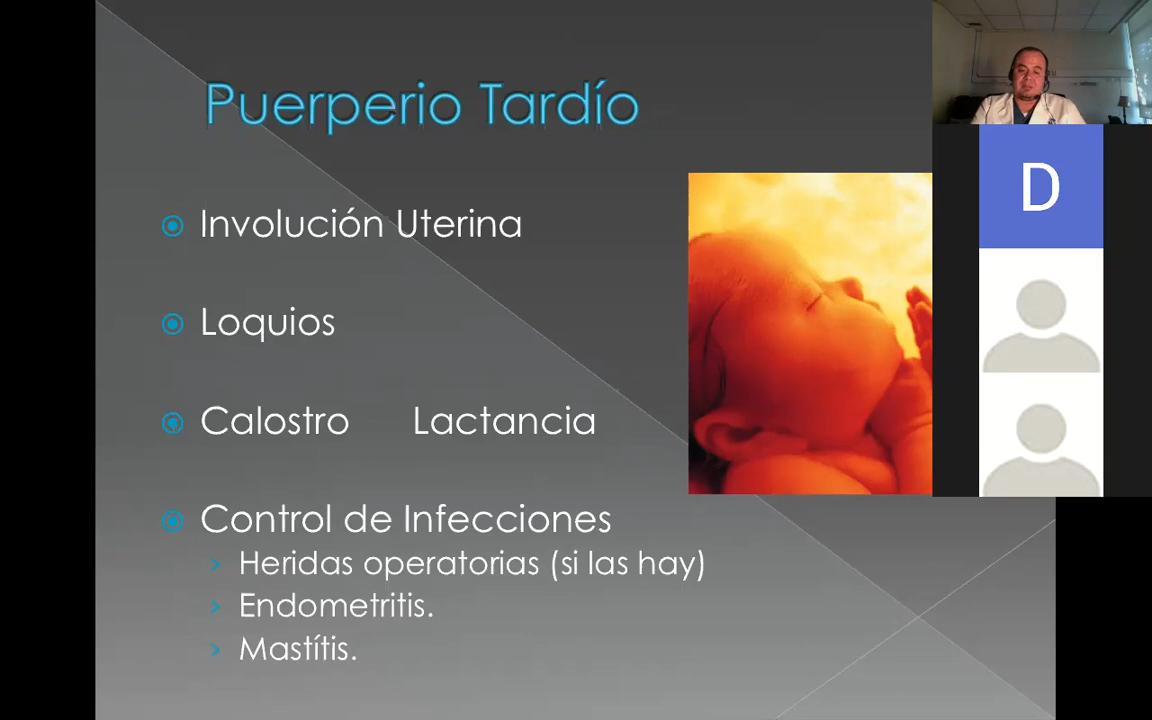 Puerperio Tardío
Involución Uterina
Loquios
Calostro Lactancia
Control de Infecciones
Heridas operatorias (si las hay)
Endometritis.
Mastítis.
D